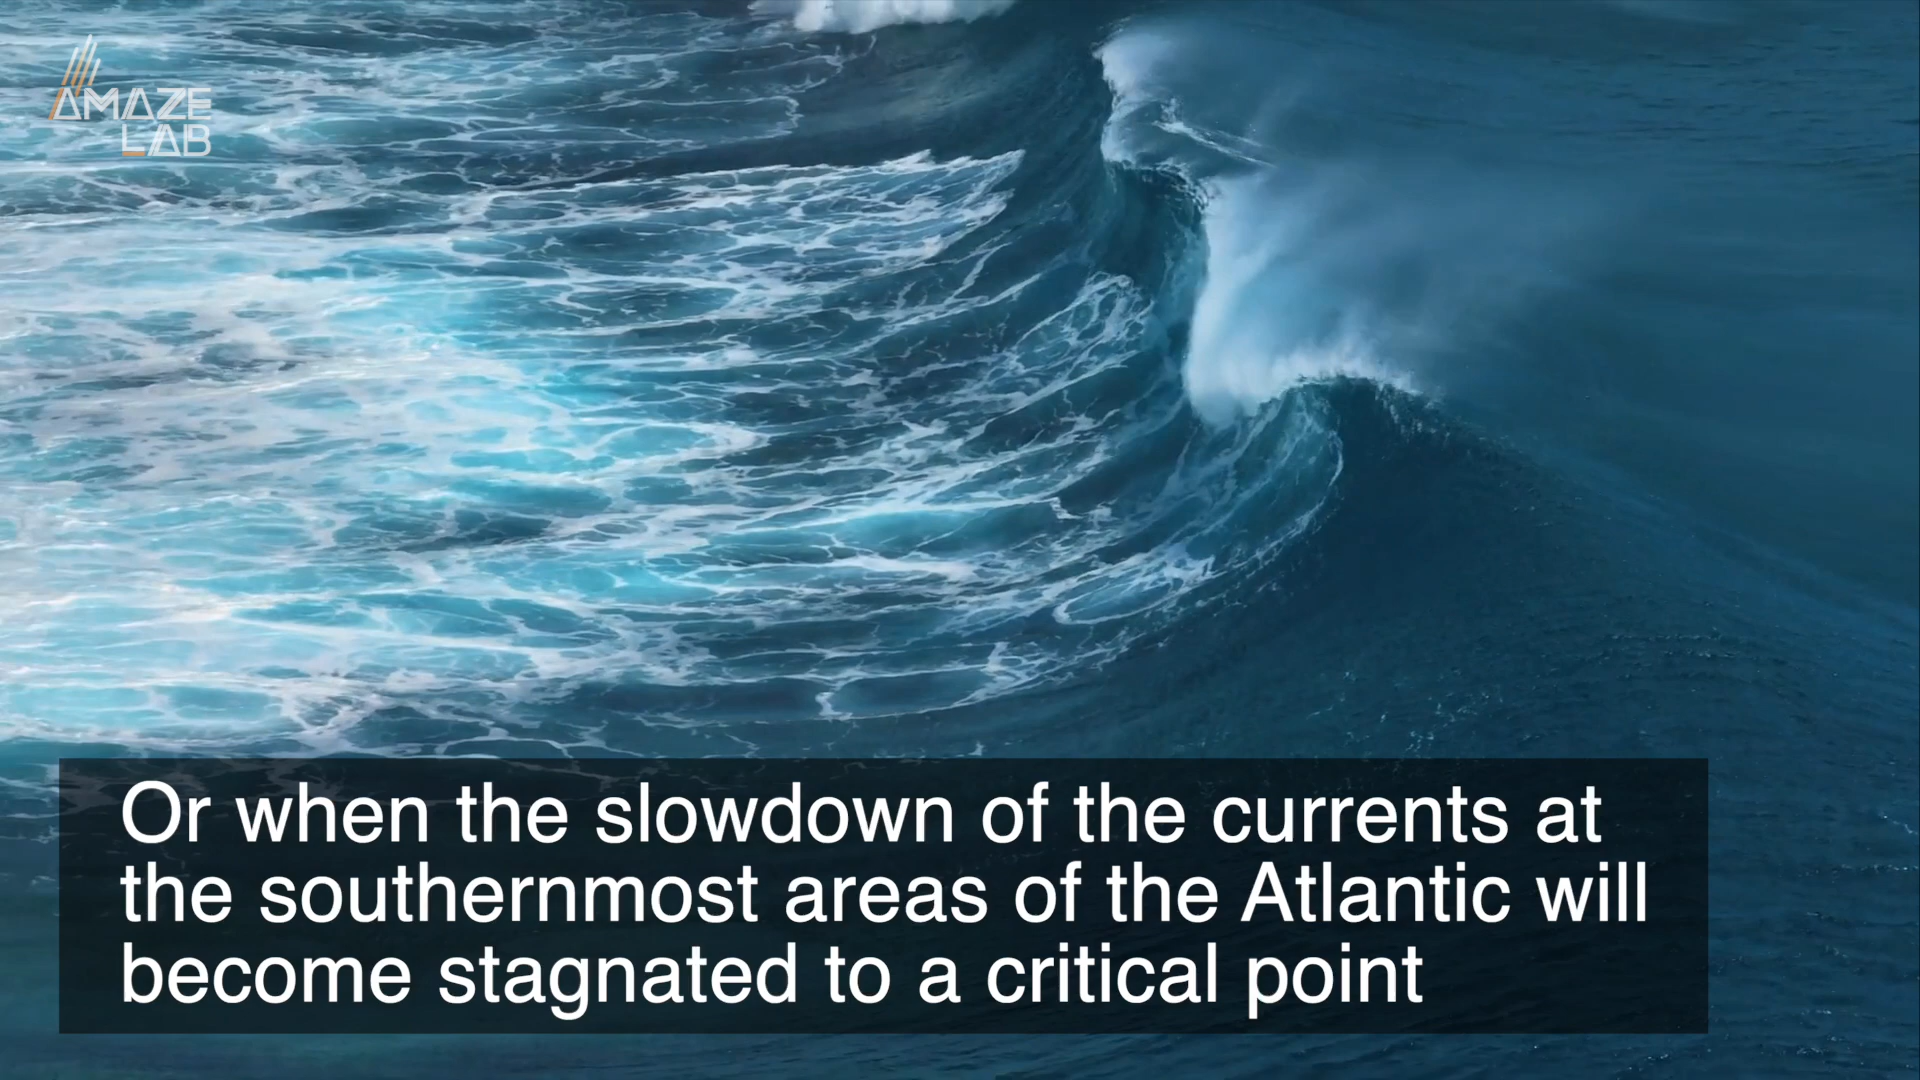 AMAZE
LAB
Or when the slowdown of the currents at
the southernmost areas of the Atlantic will
become stagnated to a critical point